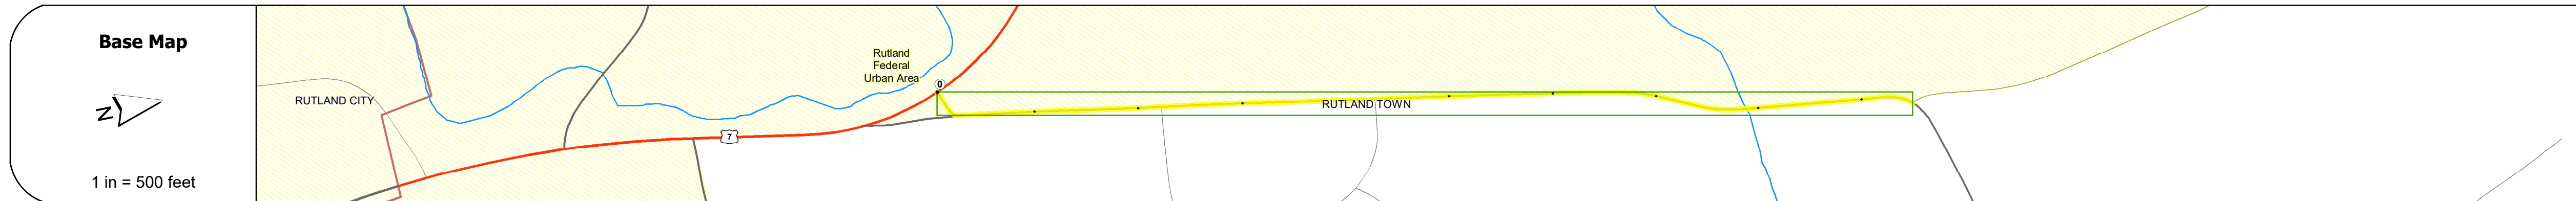 Base Map
N
1 in = 500 feet
RUTLAND CITY
Rutland
Federal
Urban Area
0
7
RUTLAND TOWN